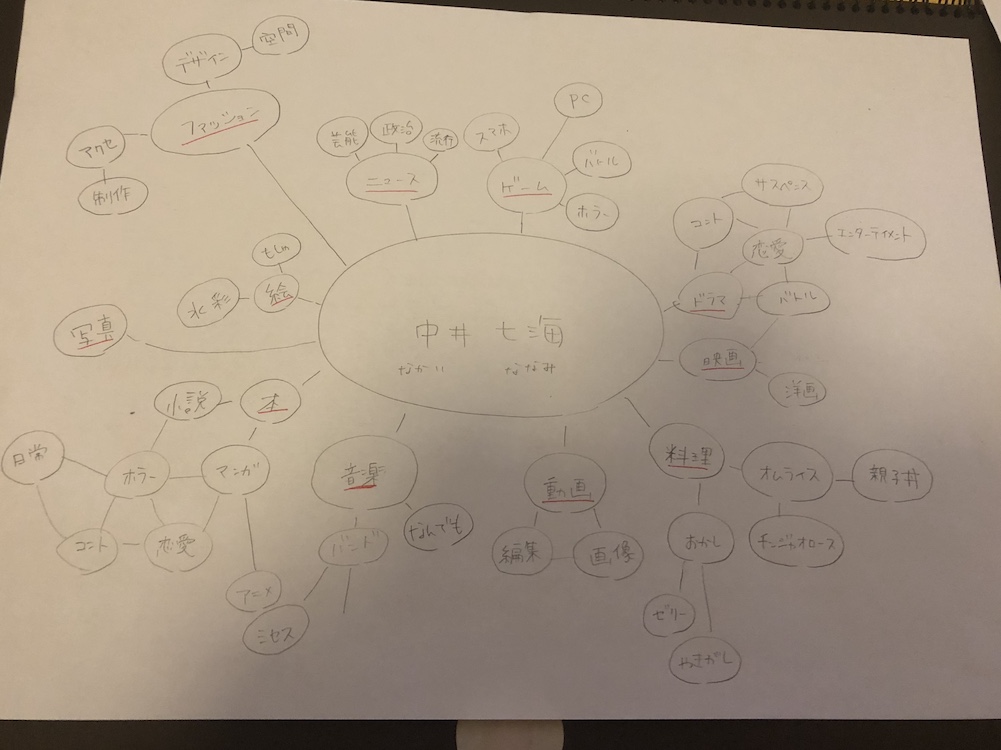 空間
デザイン
ファッション
アクセ
制作
芸能
政治
流行
ニュース
PC
スマホ
バトル
ゲーム
ホラー
サスペンス
コント
恋愛
エンターテイメント
ドラマ
バトル
映画
洋画
水彩
絵
写真
中井 七海
なかい ななみ
小説
本
日常
ホラー
マンガ
コント
恋愛
アニメ
音楽
バンド
なんでも
ミセス
動画
編集
画像
料理
オムライス
親子丼
チンジャオロース
おかし
ゼリー
やきがし